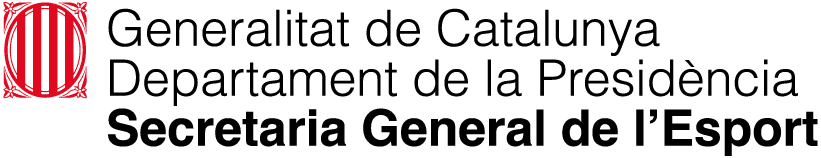 Generalitat de Catalunya
Departament de la Presidència
Secretaria General de l’Esport